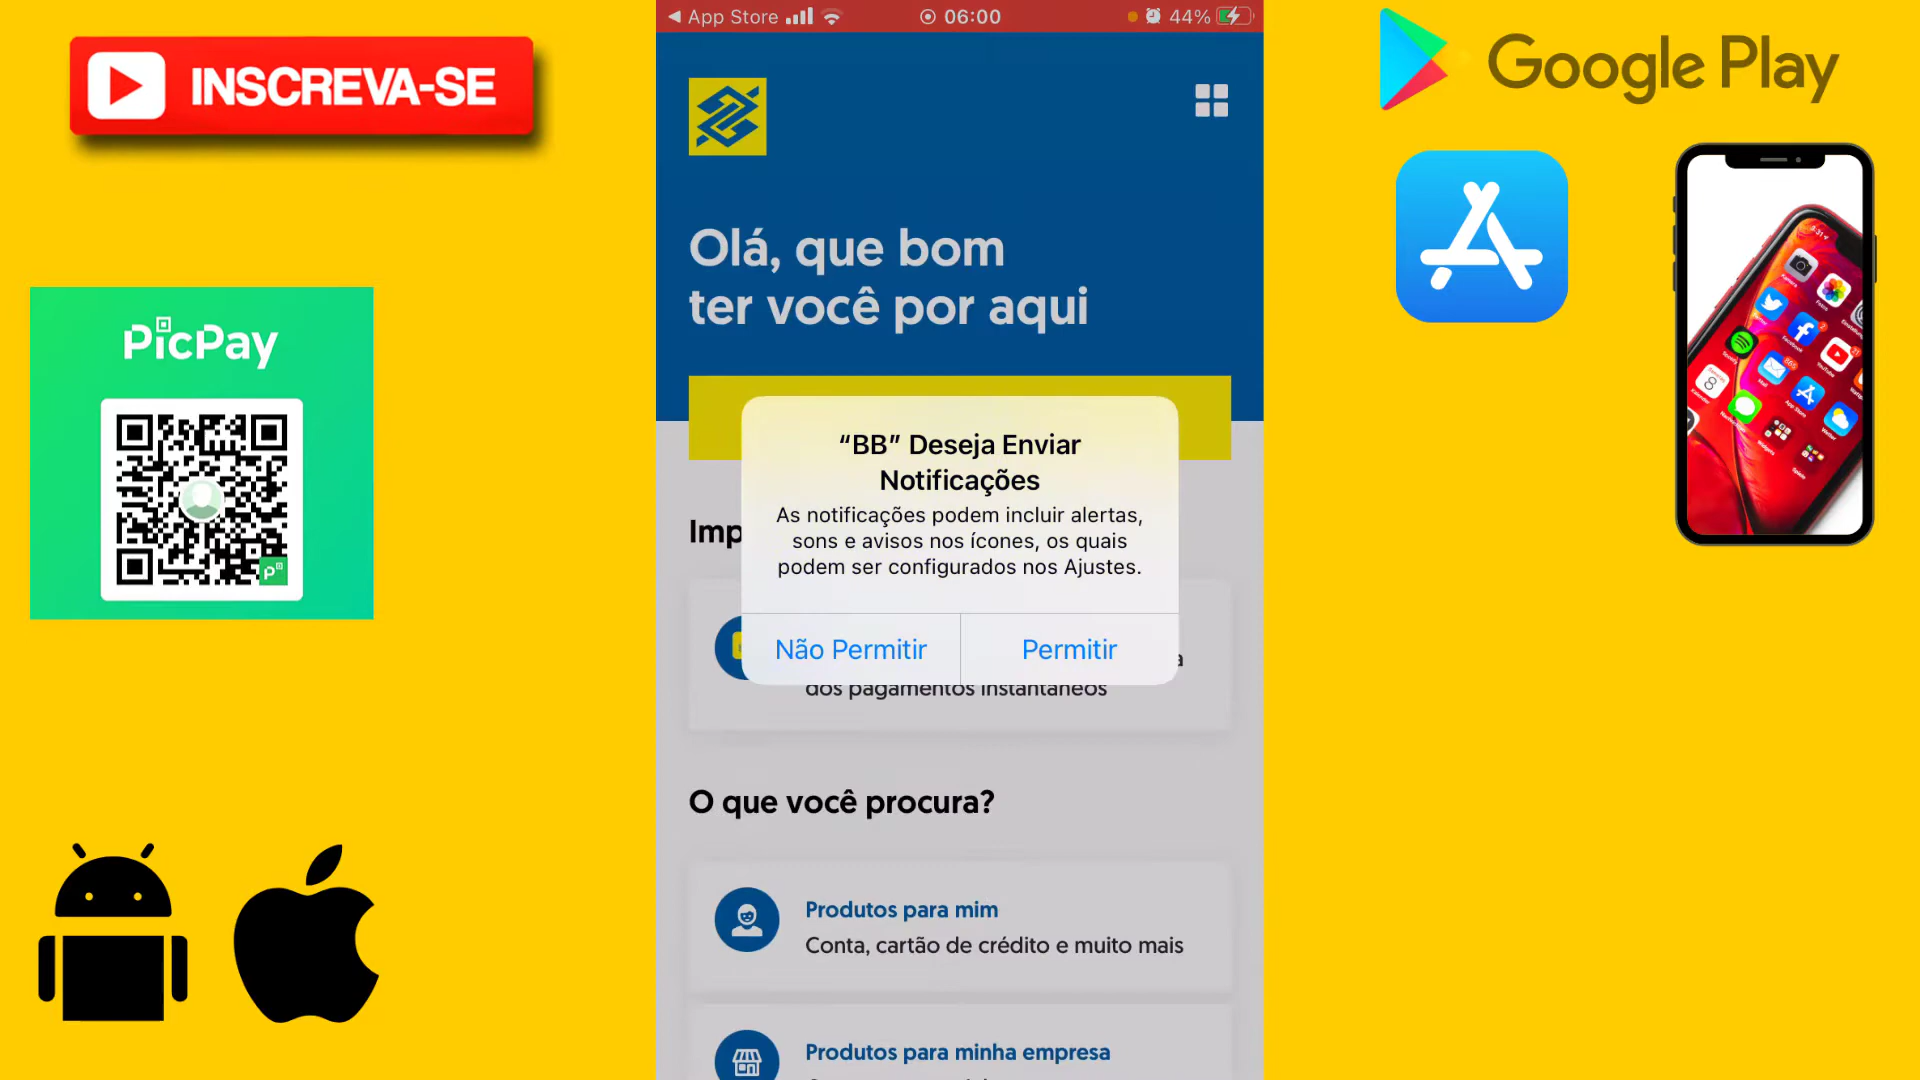 INSCREVA-SE
PicPay
◀ App Store
06:00
44%
Olá, que bom
ter você por aqui
“BB” Deseja Enviar
Notificações
As notificações podem incluir alertas,
sons e avisos nos ícones, os quais
podem ser configurados nos Ajustes.
Não Permitir
Permitir
Imp
a
dos pagamentos instantâneos
O que você procura?
Produtos para mim
Conta, cartão de crédito e muito mais
Produtos para minha empresa
Google Play